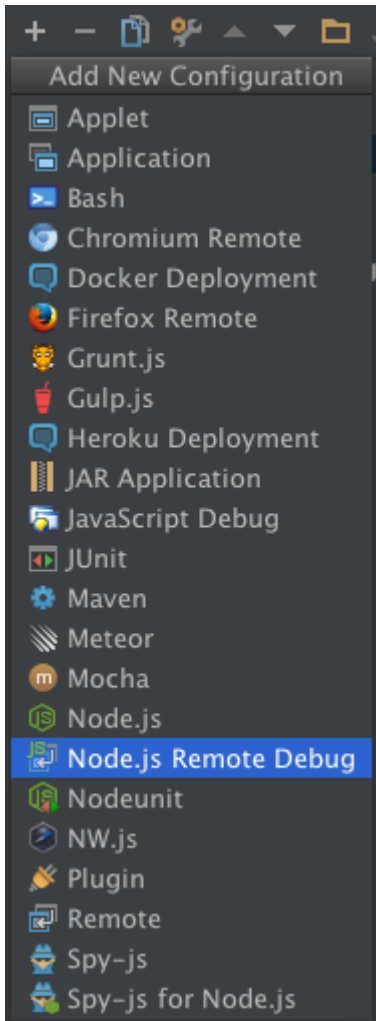 Add New Configuration
Applet
Application
Bash
Chromium Remote
Docker Deployment
Firefox Remote
Grunt.js
Gulp.js
Heroku Deployment
JAR Application
JavaScript Debug
JUnit
Maven
Meteor
Mocha
Node.js
Node.js Remote Debug
Nodeunit
NW.js
Plugin
Remote
Spy-js
Spy-js for Node.js